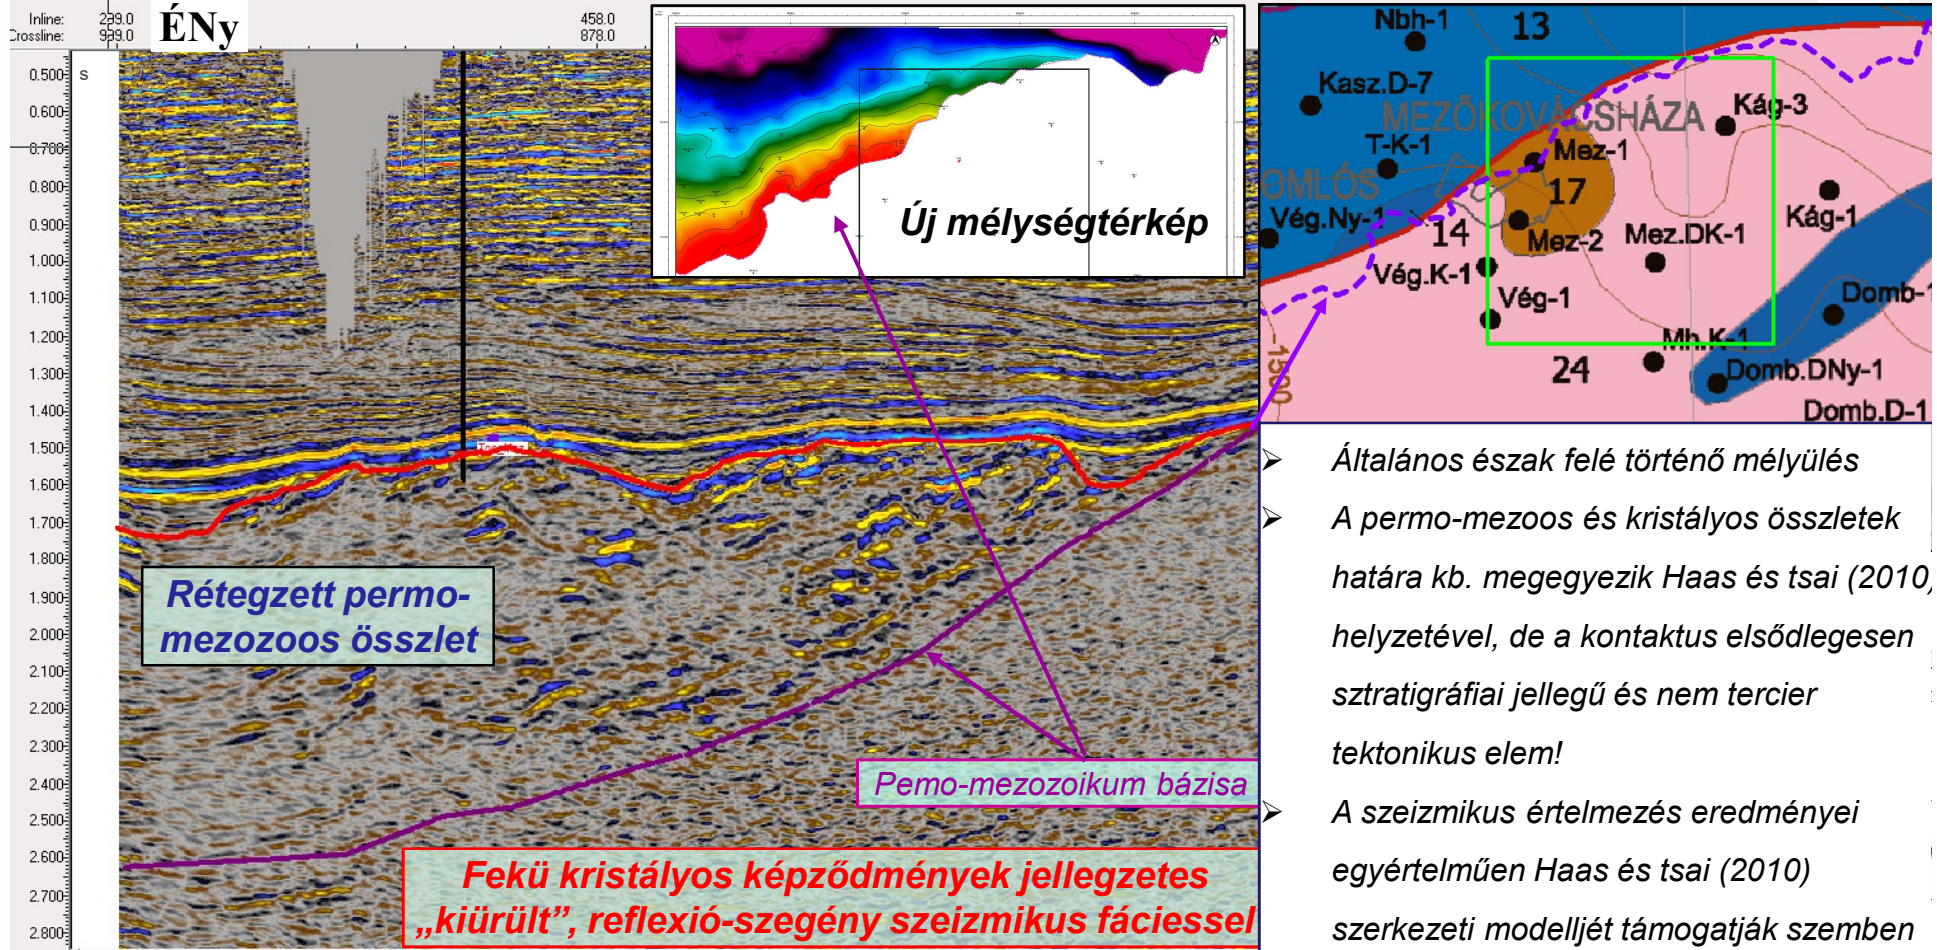 Inline:
239.0
458.0
Crossline:
999.0
878.0
ÉNy
s
0.500
0.600
0.700
0.800
0.900
1.000
1.100
1.200
1.300
1.400
1.500
1.600
1.700
1.800
1.900
2.000
2.100
2.200
2.300
2.400
2.500
2.600
2.700
2.800
Új mélységtérkép
Rétegzett permo-
mezozoos összlet
Pemo-mezozoikum bázisa
Fekü kristályos képződmények jellegzetes
„kiürült”, reflexió-szegény szeizmikus fáciessel
Nbh-1
13
Kasz.D-7
MEZŐKOVÁCSHÁZA
Kág-3
T-K-1
Mez-1
OMLÓS
17
Vég.Ny-1
14
Mez-2
Mez.DK-1
Kág-1
Vég.K-1
Vég-1
Domb-1
Mh.K-1
24
Domb.DNy-1
Domb.D-1
-1500
➢ Általános észak felé történő mélyülés
➢ A permo-mezoos és kristályos összletek
határa kb. megegyezik Haas és tsai (2010)
helyzetével, de a kontaktus elsődlegesen
sztratigráfiai jellegű és nem tercier
tektonikus elem!
➢ A szeizmikus értelmezés eredményei
egyértelműen Haas és tsai (2010)
szerkezeti modelljét támogatják szemben